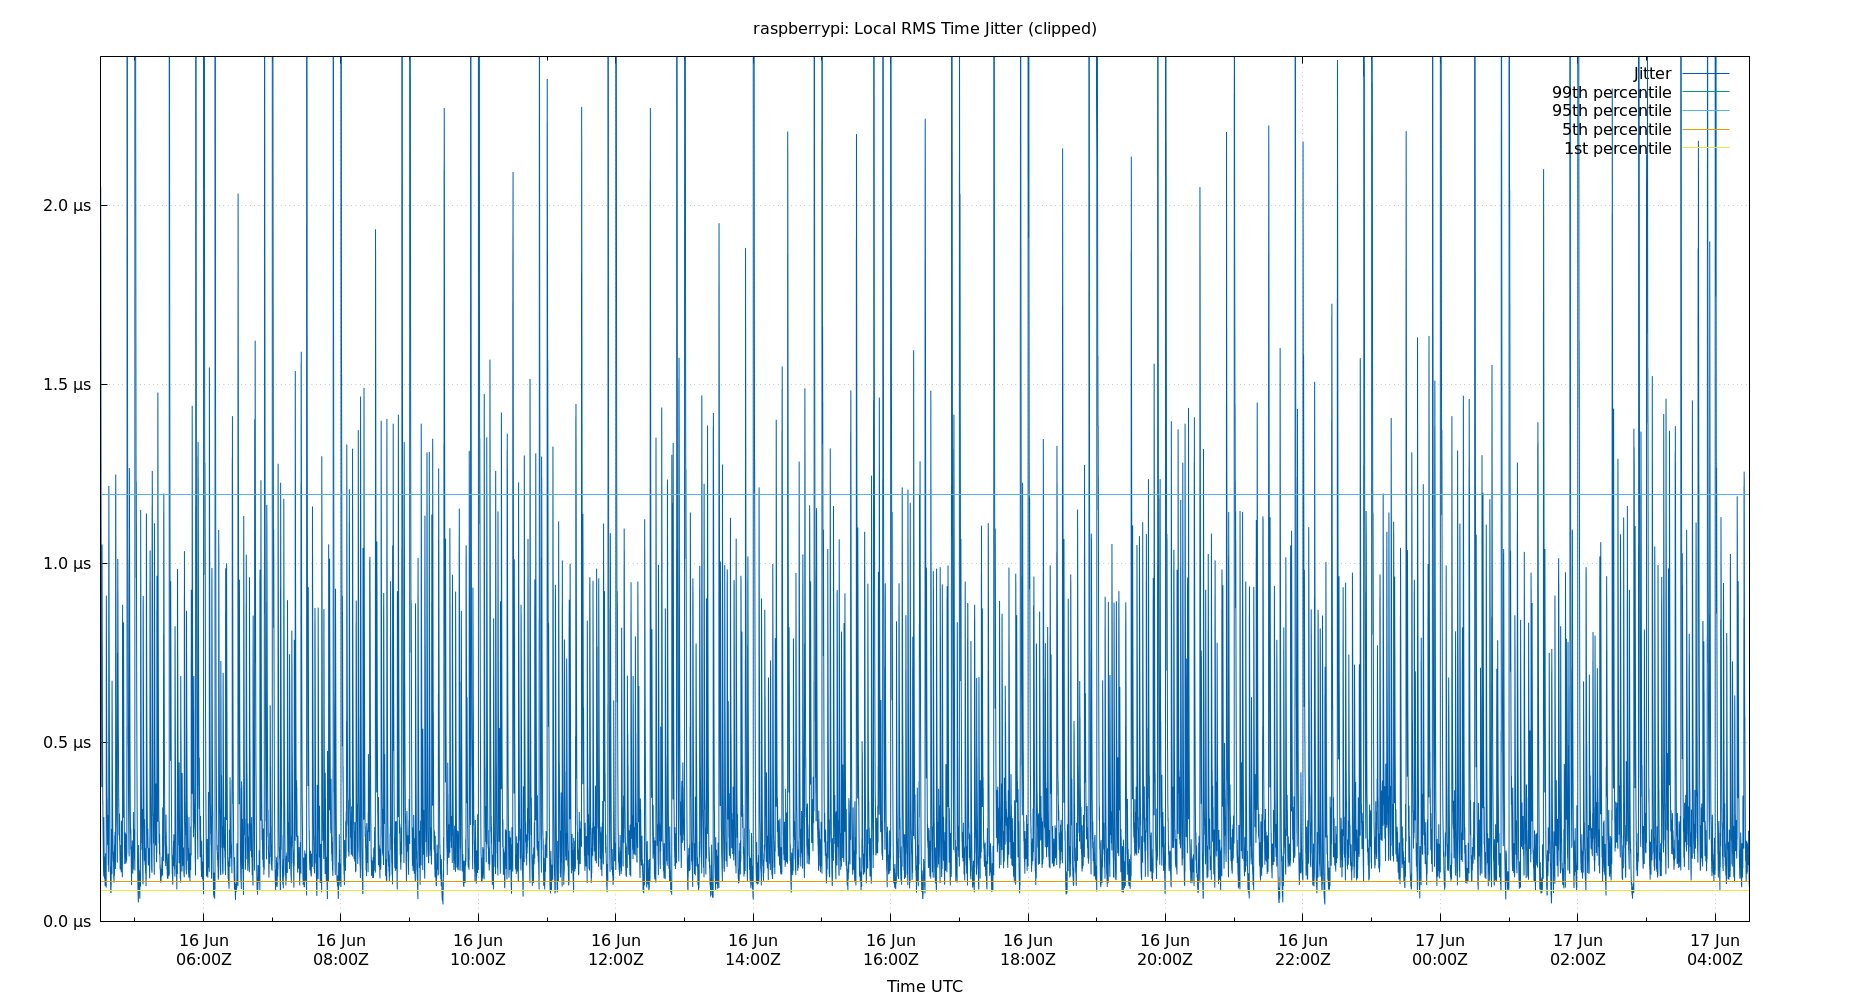 raspberrypi: Local RMS Time Jitter (clipped)
Jitter
99th percentile
95th percentile
5th percentile
1st percentile
2.0 µs
1.5 µs
1.0 µs
0.5 µs
0.0 µs
16 Jun 16 Jun 16 Jun 16 Jun 16 Jun 16 Jun 16 Jun 16 Jun 16 Jun 17 Jun 17 Jun 17 Jun
06:00Z 08:00Z 10:00Z 12:00Z 14:00Z 16:00Z 18:00Z 20:00Z 22:00Z 00:00Z 02:00Z 04:00Z
Time UTC